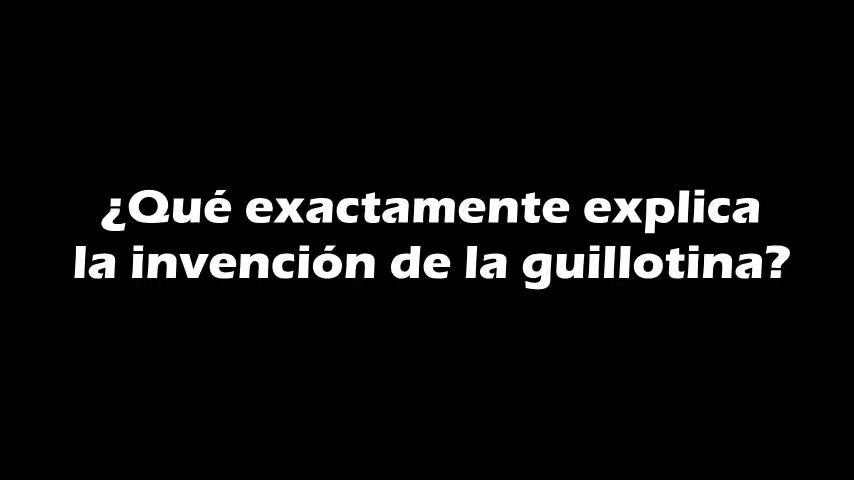 ¿Qué exactamente explica
la invención de la guillotina?